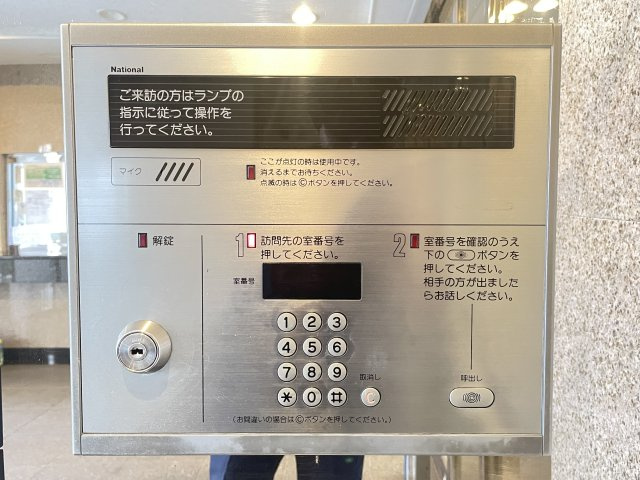 National
ご来訪の方はランプの
指示に従って操作を
行ってください。
マイク
ここが点灯の時は使用中です。
消えるまでお待ちください。
点滅の時はⒸボタンを押してください。
解錠
1 訪問先の室番号を
押してください。
室番号
1 2 3
4 5 6
7 8 9
* 0 #
取消し
C
(お間違いの場合はⒸボタンを押してください。)
2 室番号を確認のうえ
下のボタンを
押してください。
相手の方が出ました
らお話しください。
呼出し